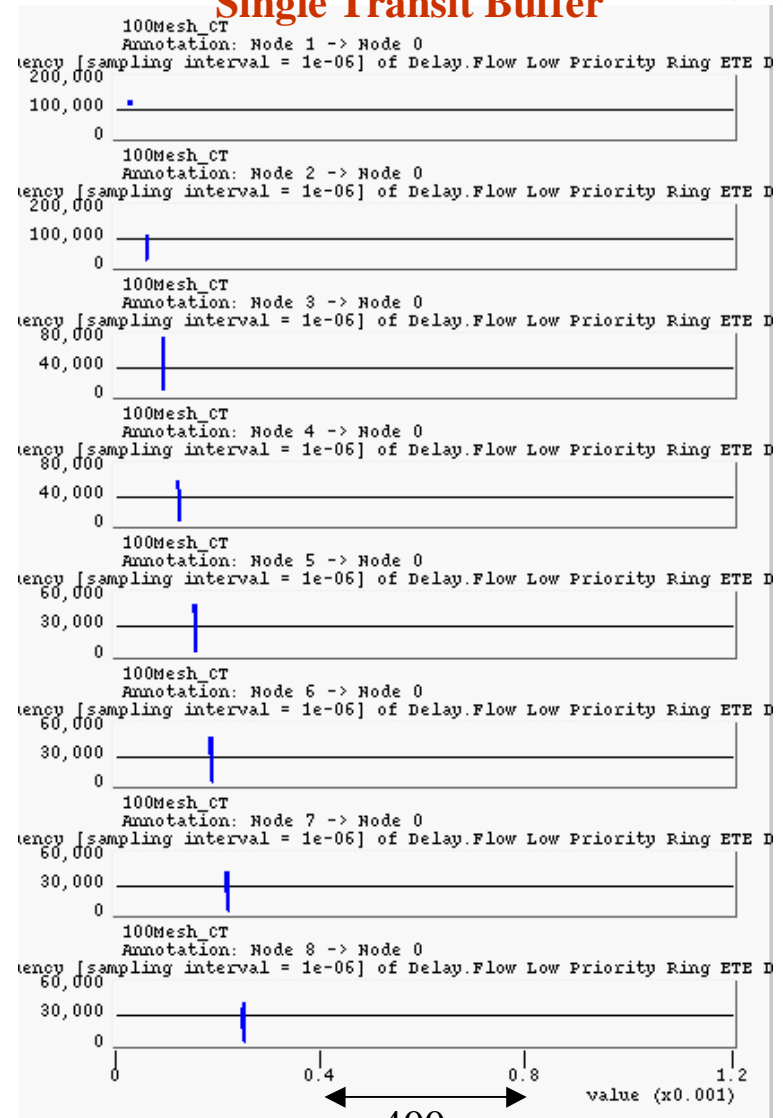 Single Transit Buffer
100Mesh_CT
Annotation: Node 1 -> Node 0
uency [sampling interval = 1e-06] of Delay.Flow Low Priority Ring ETE D
200,000
100,000
0
100Mesh_CT
Annotation: Node 2 -> Node 0
uency [sampling interval = 1e-06] of Delay.Flow Low Priority Ring ETE D
200,000
100,000
0
100Mesh_CT
Annotation: Node 3 -> Node 0
uency [sampling interval = 1e-06] of Delay.Flow Low Priority Ring ETE D
80,000
40,000
0
100Mesh_CT
Annotation: Node 4 -> Node 0
uency [sampling interval = 1e-06] of Delay.Flow Low Priority Ring ETE D
80,000
40,000
0
100Mesh_CT
Annotation: Node 5 -> Node 0
uency [sampling interval = 1e-06] of Delay.Flow Low Priority Ring ETE D
60,000
30,000
0
100Mesh_CT
Annotation: Node 6 -> Node 0
uency [sampling interval = 1e-06] of Delay.Flow Low Priority Ring ETE D
60,000
30,000
0
100Mesh_CT
Annotation: Node 7 -> Node 0
uency [sampling interval = 1e-06] of Delay.Flow Low Priority Ring ETE D
60,000
30,000
0
100Mesh_CT
Annotation: Node 8 -> Node 0
uency [sampling interval = 1e-06] of Delay.Flow Low Priority Ring ETE D
60,000
30,000
0
0 0.4 0.8 1.2
value (x0.001)
400